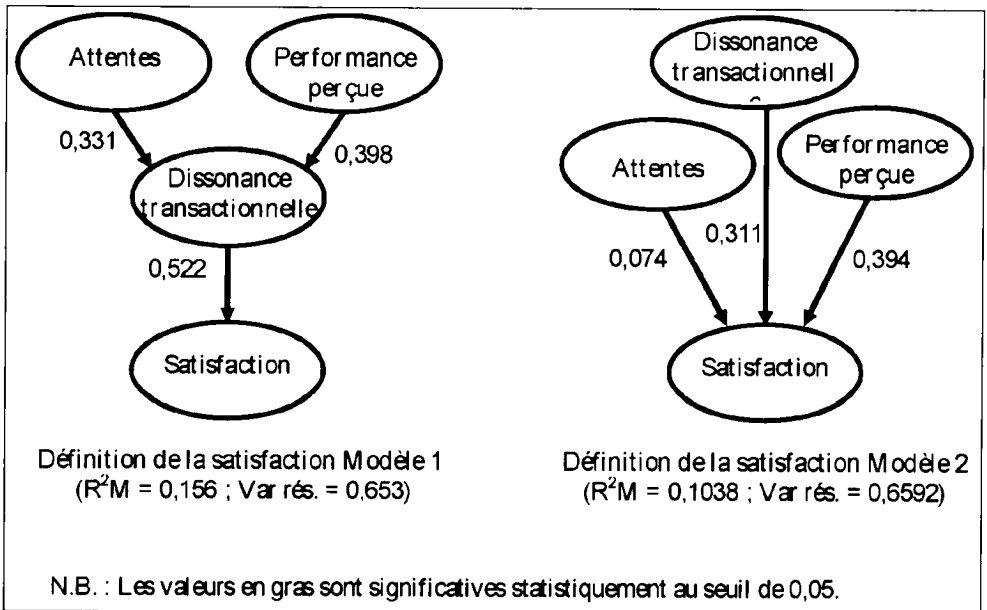 Attentes
Performance
perçue
0,331
0,398
Dissonance
transactionnelle
0,522
Satisfaction
Définition de la satisfaction Modèle 1
(R²M = 0,156 ; Var rés. = 0,653)
Dissonance
transactionnell
Attentes
Performance
perçue
0,074
0,311
0,394
Satisfaction
Définition de la satisfaction Modèle 2
(R²M = 0,1038 ; Var rés. = 0,6592)
N.B. : Les valeurs en gras sont significatives statistiquement au seuil de 0,05.